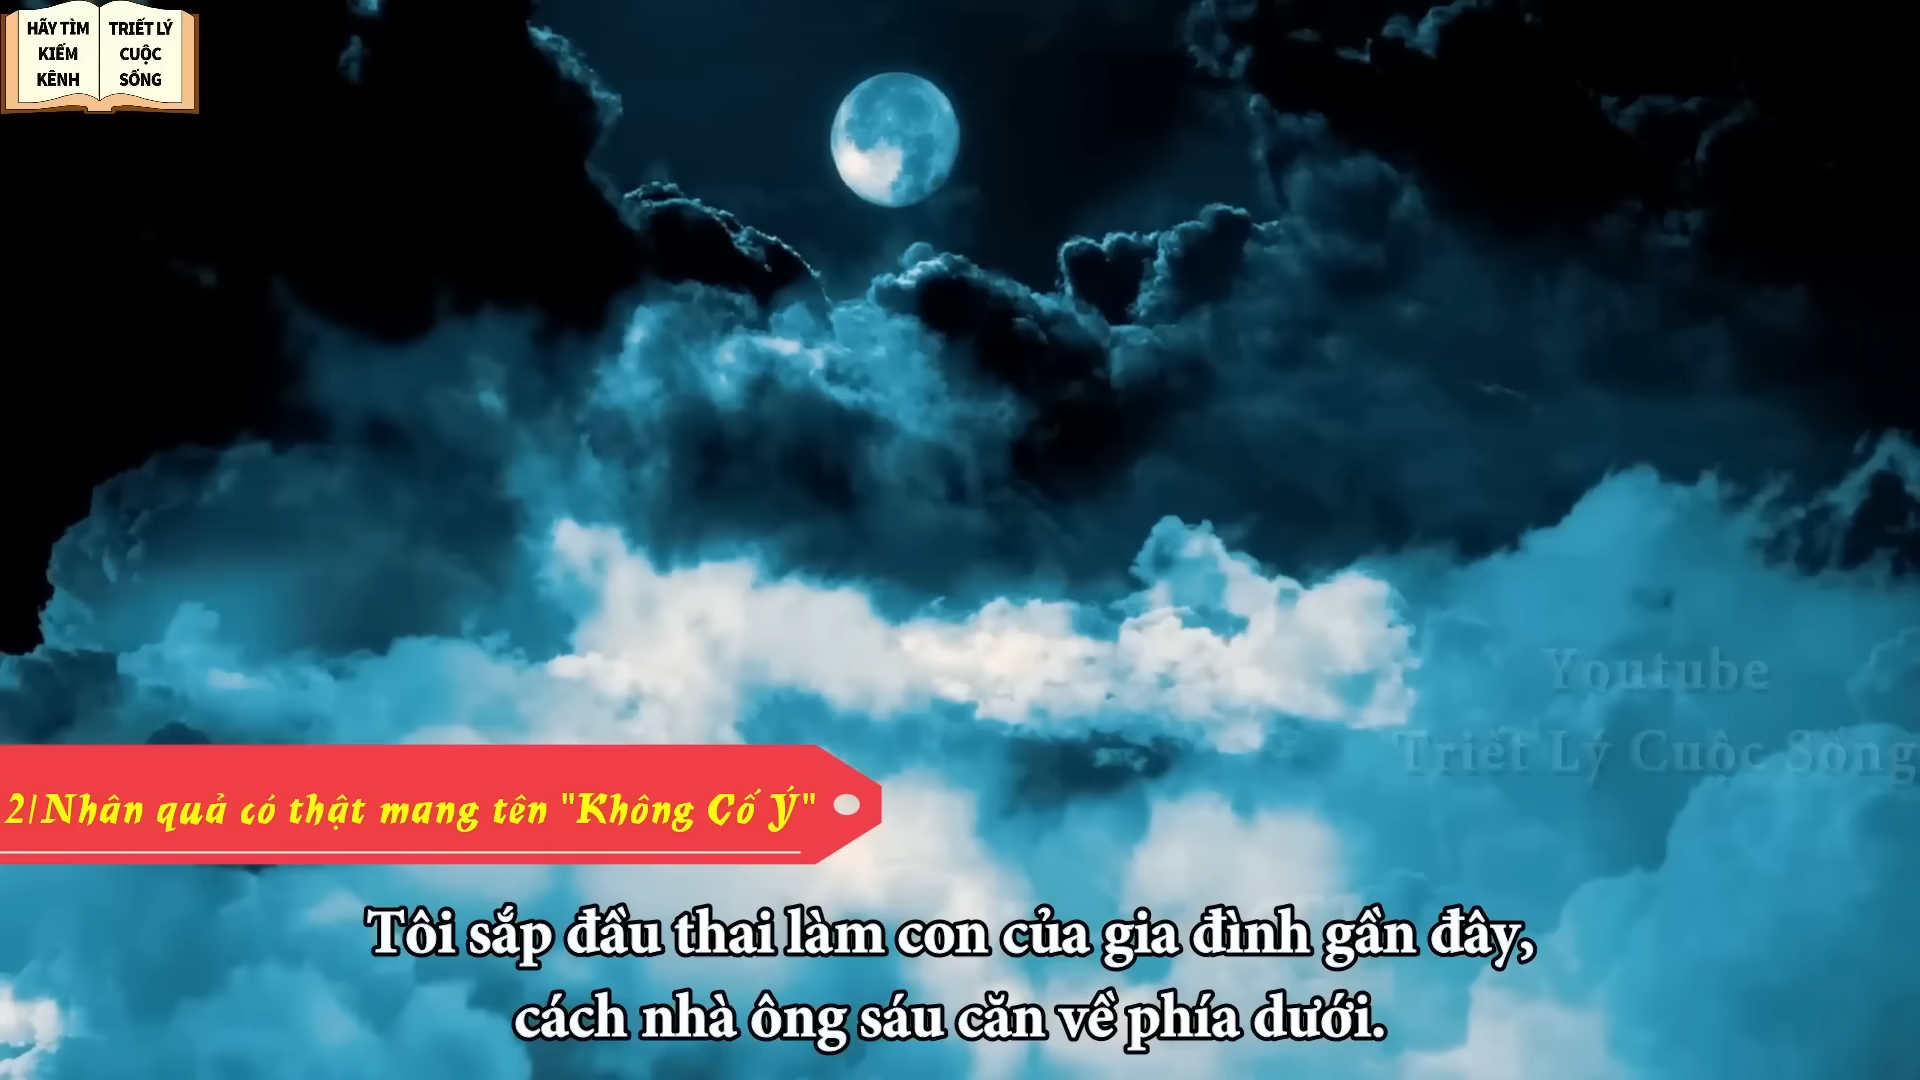 HÃY TÌM
KIẾM
KÊNH
TRIẾT LÝ
CUỘC
SỐNG
Youtube
Triết Lý Cuộc Sống
2/Nhân quả có thật mang tên "Không Cố Ý"
Tôi sắp đầu thai làm con của gia đình gần đây,
cách nhà ông sáu căn về phía dưới.